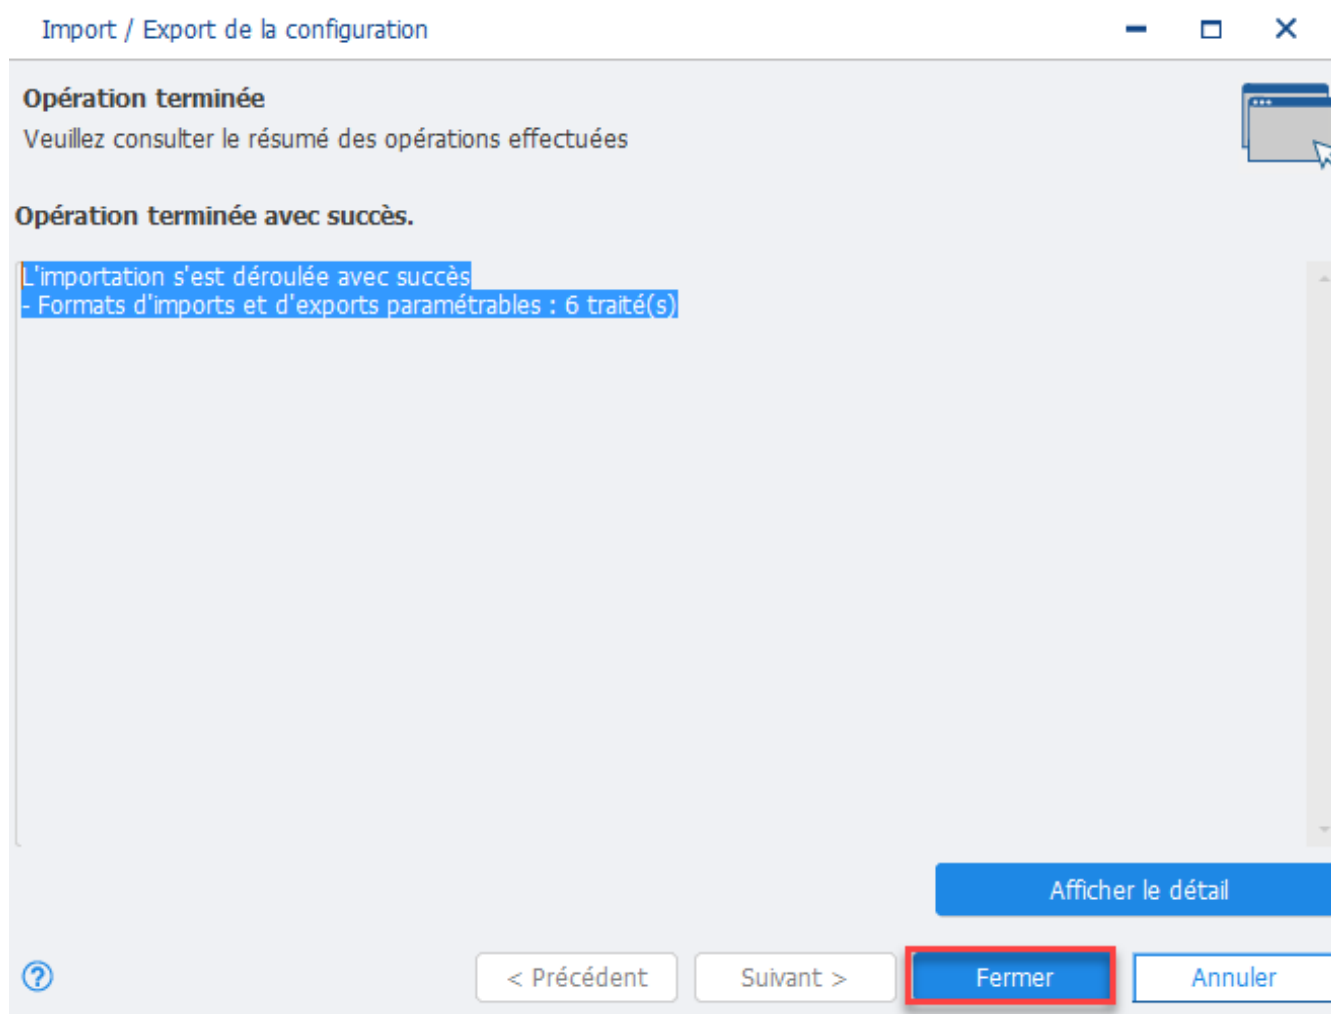 Import / Export de la configuration
Opération terminée
Veuillez consulter le résumé des opérations effectuées
Opération terminée avec succès.
L'importation s'est déroulée avec succès
- Formats d'imports et d'exports paramétrables : 6 traité(s)
Afficher le détail
? < Précédent Suivant > Fermer Annuler